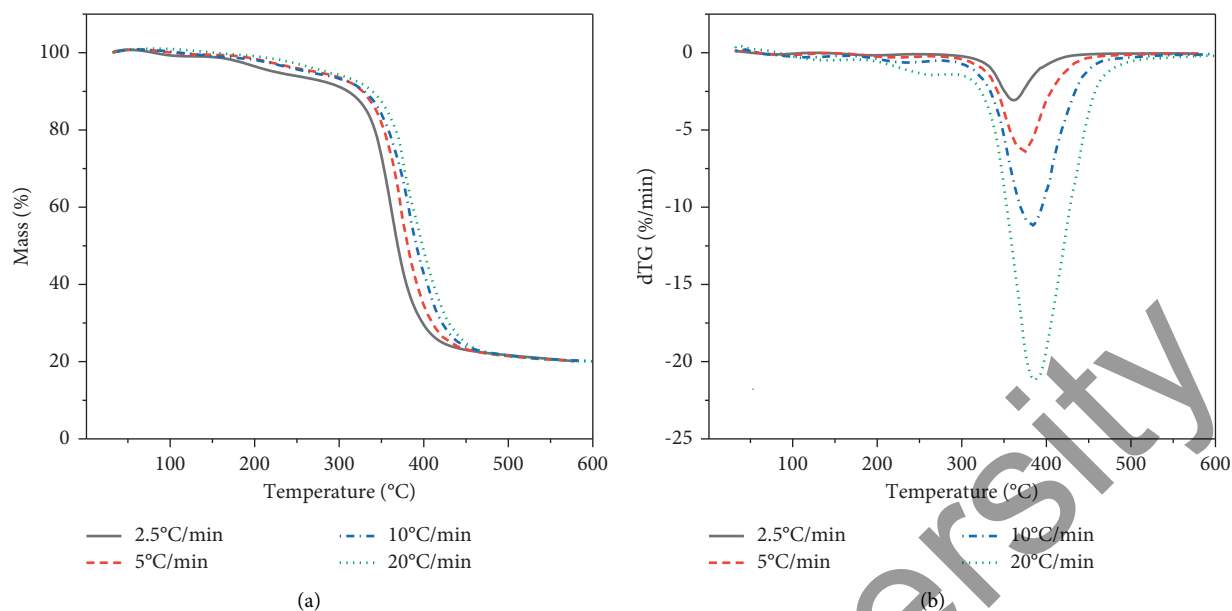 100
80
60
40
20
0
Mass (%)
100 200 300 400 500 600
Temperature (°C)
2.5°C/min
5°C/min
10°C/min
20°C/min
(a)
0
-5
-10
-15
-20
-25
dTG (%/min)
100 200 300 400 500 600
Temperature (°C)
2.5°C/min
5°C/min
10°C/min
20°C/min
(b)
ersity